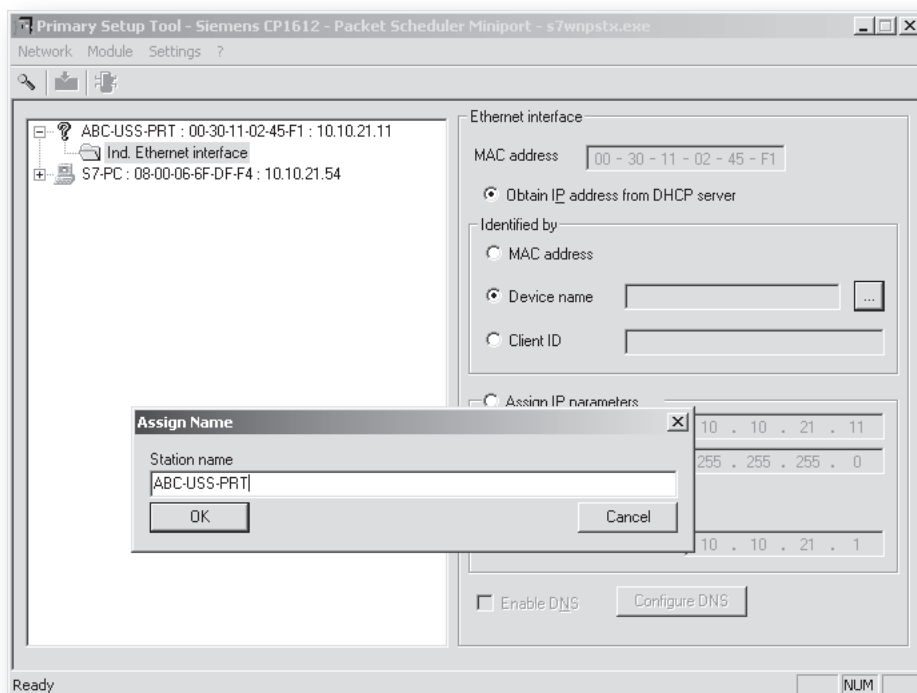 Primary Setup Tool - Siemens CP1612 - Packet Scheduler Miniport - s7wnpstx.exe
Network Module Settings ?
ABC-USS-PRT : 00-30-11-02-45-F1 : 10.10.21.11
Ind. Ethernet interface
S7-PC : 08-00-06-6F-DF-F4 : 10.10.21.54
Ethernet interface
MAC address 00 - 30 - 11 - 02 - 45 - F1
Obtain IP address from DHCP server
Identified by
MAC address
Device name ...
Client ID
Assign IP parameters
10 . 10 . 21 . 11
255 . 255 . 255 . 0
10 . 10 . 21 . 1
Enable DNS Configure DNS
Assign Name
Station name
ABC-USS-PRT
OK Cancel
Ready NUM